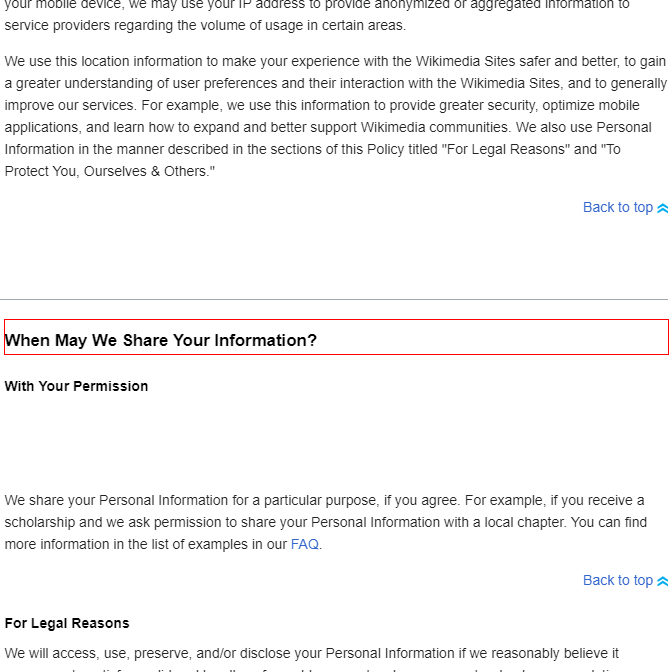 your mobile device, we may use your IP address to provide anonymized or aggregated information to
service providers regarding the volume of usage in certain areas.
We use this location information to make your experience with the Wikimedia Sites safer and better, to gain
a greater understanding of user preferences and their interaction with the Wikimedia Sites, and to generally
improve our services. For example, we use this information to provide greater security, optimize mobile
applications, and learn how to expand and better support Wikimedia communities. We also use Personal
Information in the manner described in the sections of this Policy titled "For Legal Reasons" and "To
Protect You, Ourselves & Others."
Back to top
When May We Share Your Information?
With Your Permission
We share your Personal Information for a particular purpose, if you agree. For example, if you receive a
scholarship and we ask permission to share your Personal Information with a local chapter. You can find
more information in the list of examples in our FAQ.
Back to top
For Legal Reasons
We will access, use, preserve, and/or disclose your Personal Information if we reasonably believe it